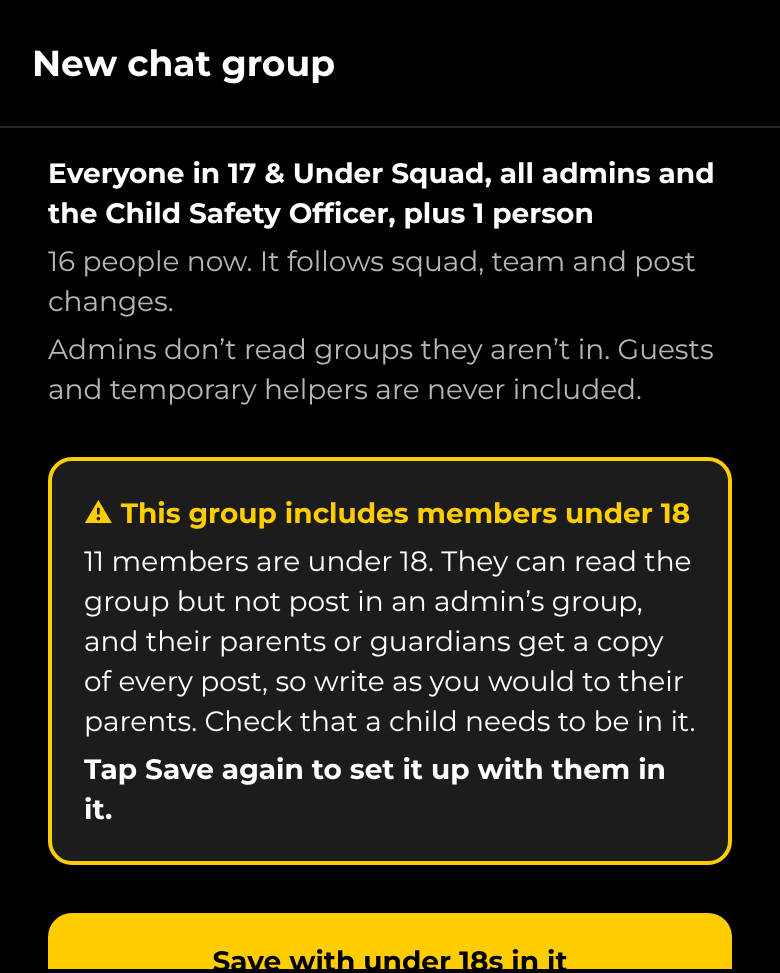 New chat group
Everyone in 17 & Under Squad, all admins and
the Child Safety Officer, plus 1 person
16 people now. It follows squad, team and post
changes.
Admins don’t read groups they aren’t in. Guests
and temporary helpers are never included.
⚠ This group includes members under 18
11 members are under 18. They can read the
group but not post in an admin’s group,
and their parents or guardians get a copy
of every post, so write as you would to their
parents. Check that a child needs to be in it.
Tap Save again to set it up with them in
it.
Save with under 18s in it